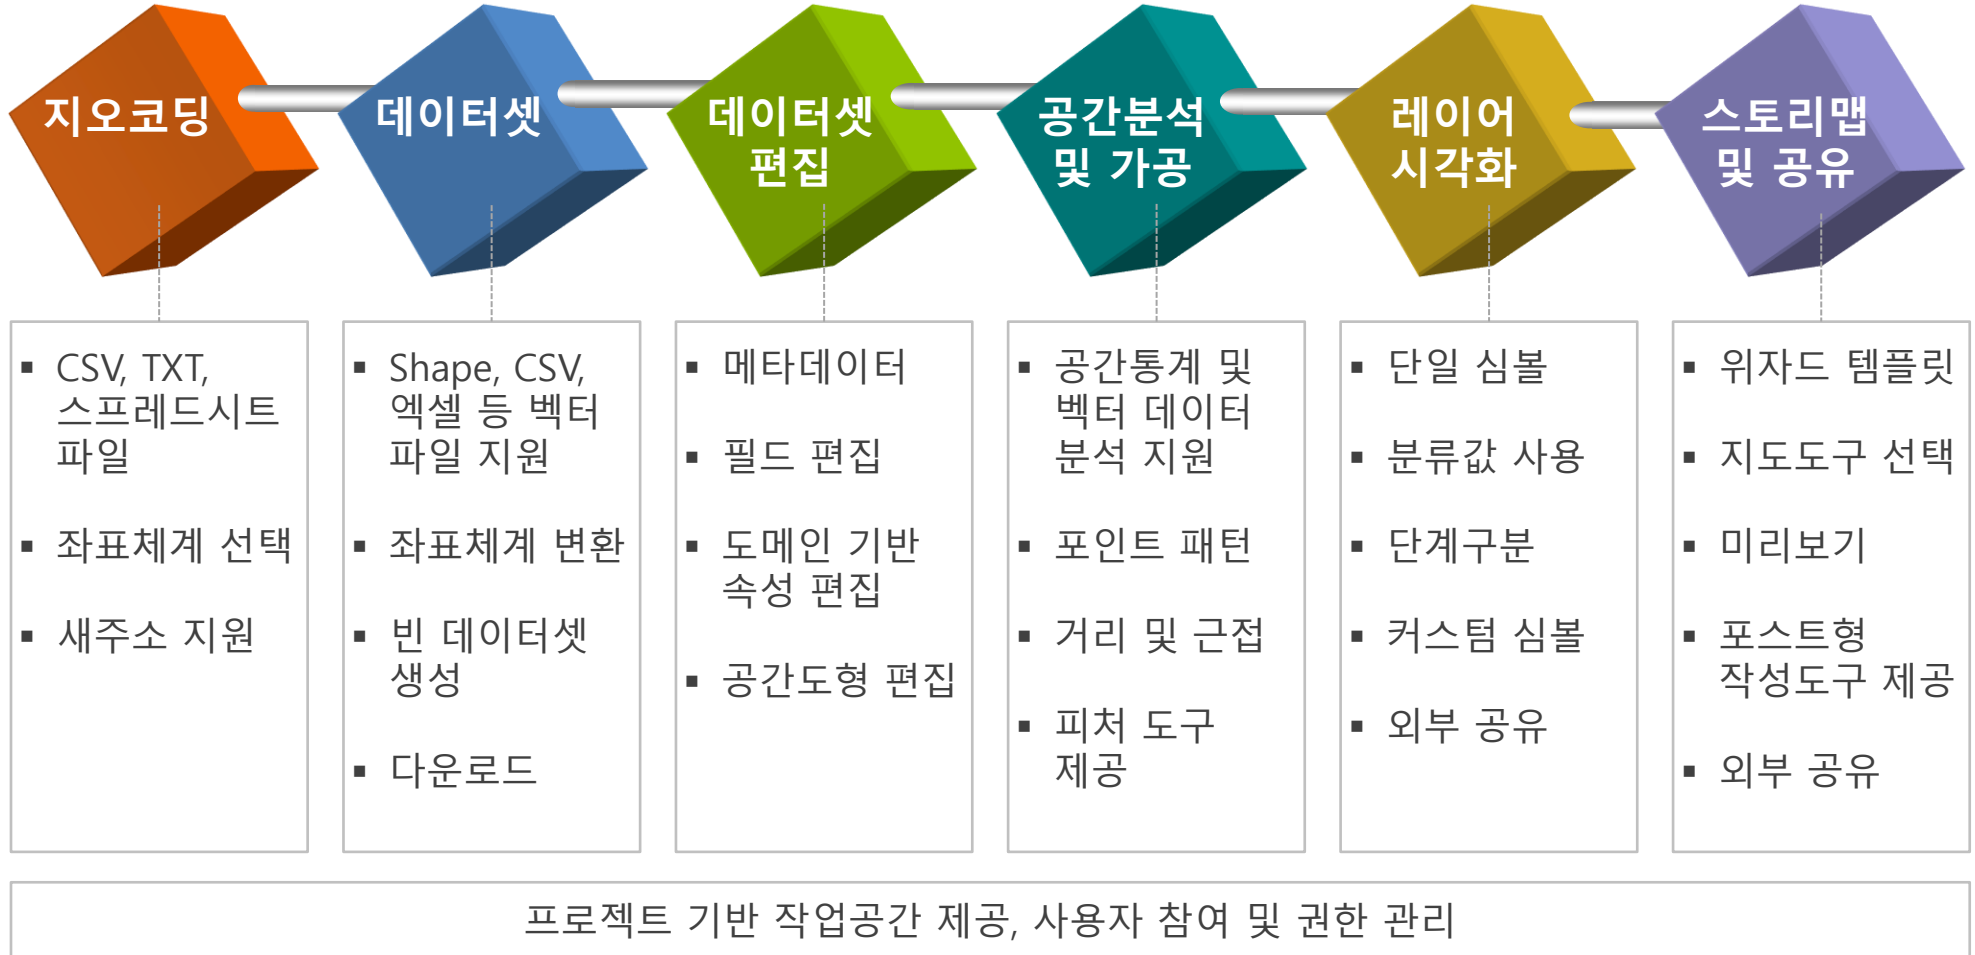 지오코딩
데이터셋
데이터셋
편집
공간분석
및 가공
레이어
시각화
스토리맵
및 공유
▪ CSV, TXT,
스프레드시트
파일
▪ 좌표체계 선택
▪ 새주소 지원
▪ Shape, CSV,
엑셀 등 벡터
파일 지원
▪ 좌표체계 변환
▪ 빈 데이터셋
생성
▪ 다운로드
▪ 메타데이터
▪ 필드 편집
▪ 도메인 기반
속성 편집
▪ 공간도형 편집
▪ 공간통계 및
벡터 데이터
분석 지원
▪ 포인트 패턴
▪ 거리 및 근접
▪ 피처 도구
제공
▪ 단일 심볼
▪ 분류값 사용
▪ 단계구분
▪ 커스텀 심볼
▪ 외부 공유
▪ 위자드 템플릿
▪ 지도도구 선택
▪ 미리보기
▪ 포스트형
작성도구 제공
▪ 외부 공유
프로젝트 기반 작업공간 제공, 사용자 참여 및 권한 관리